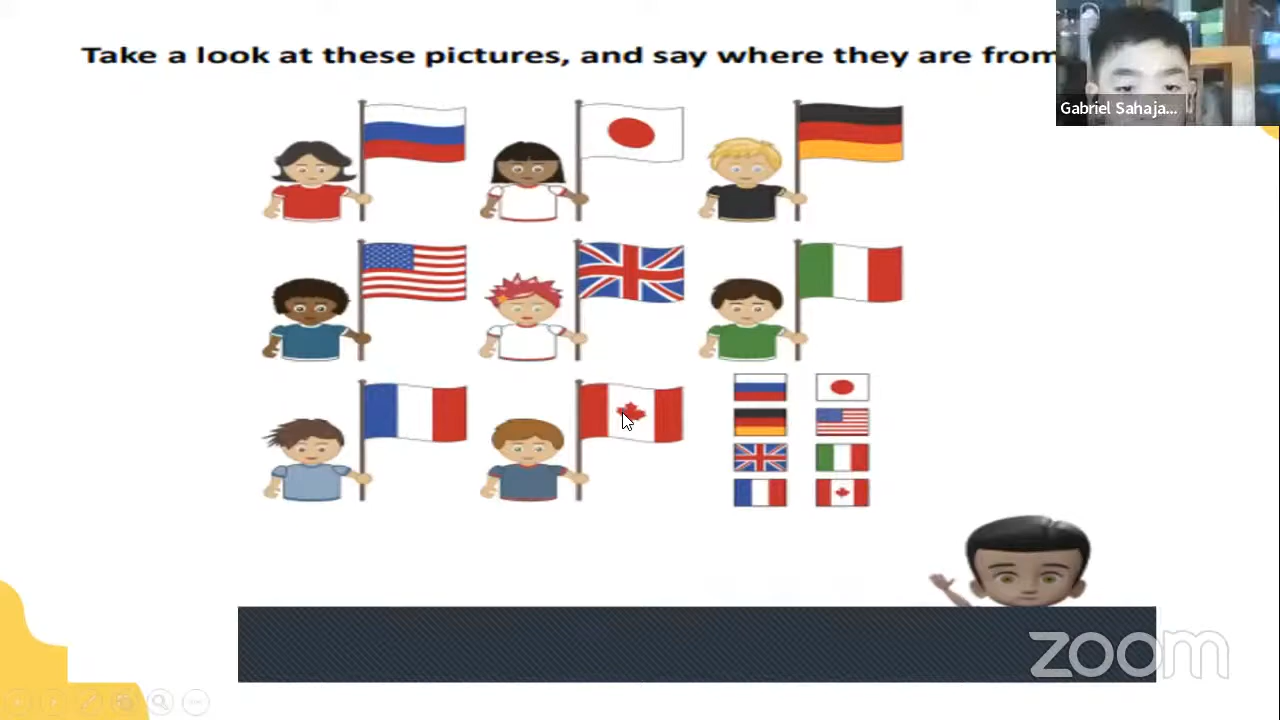 Take a look at these pictures, and say where they are from
Gabriel Sahaja...
zoom